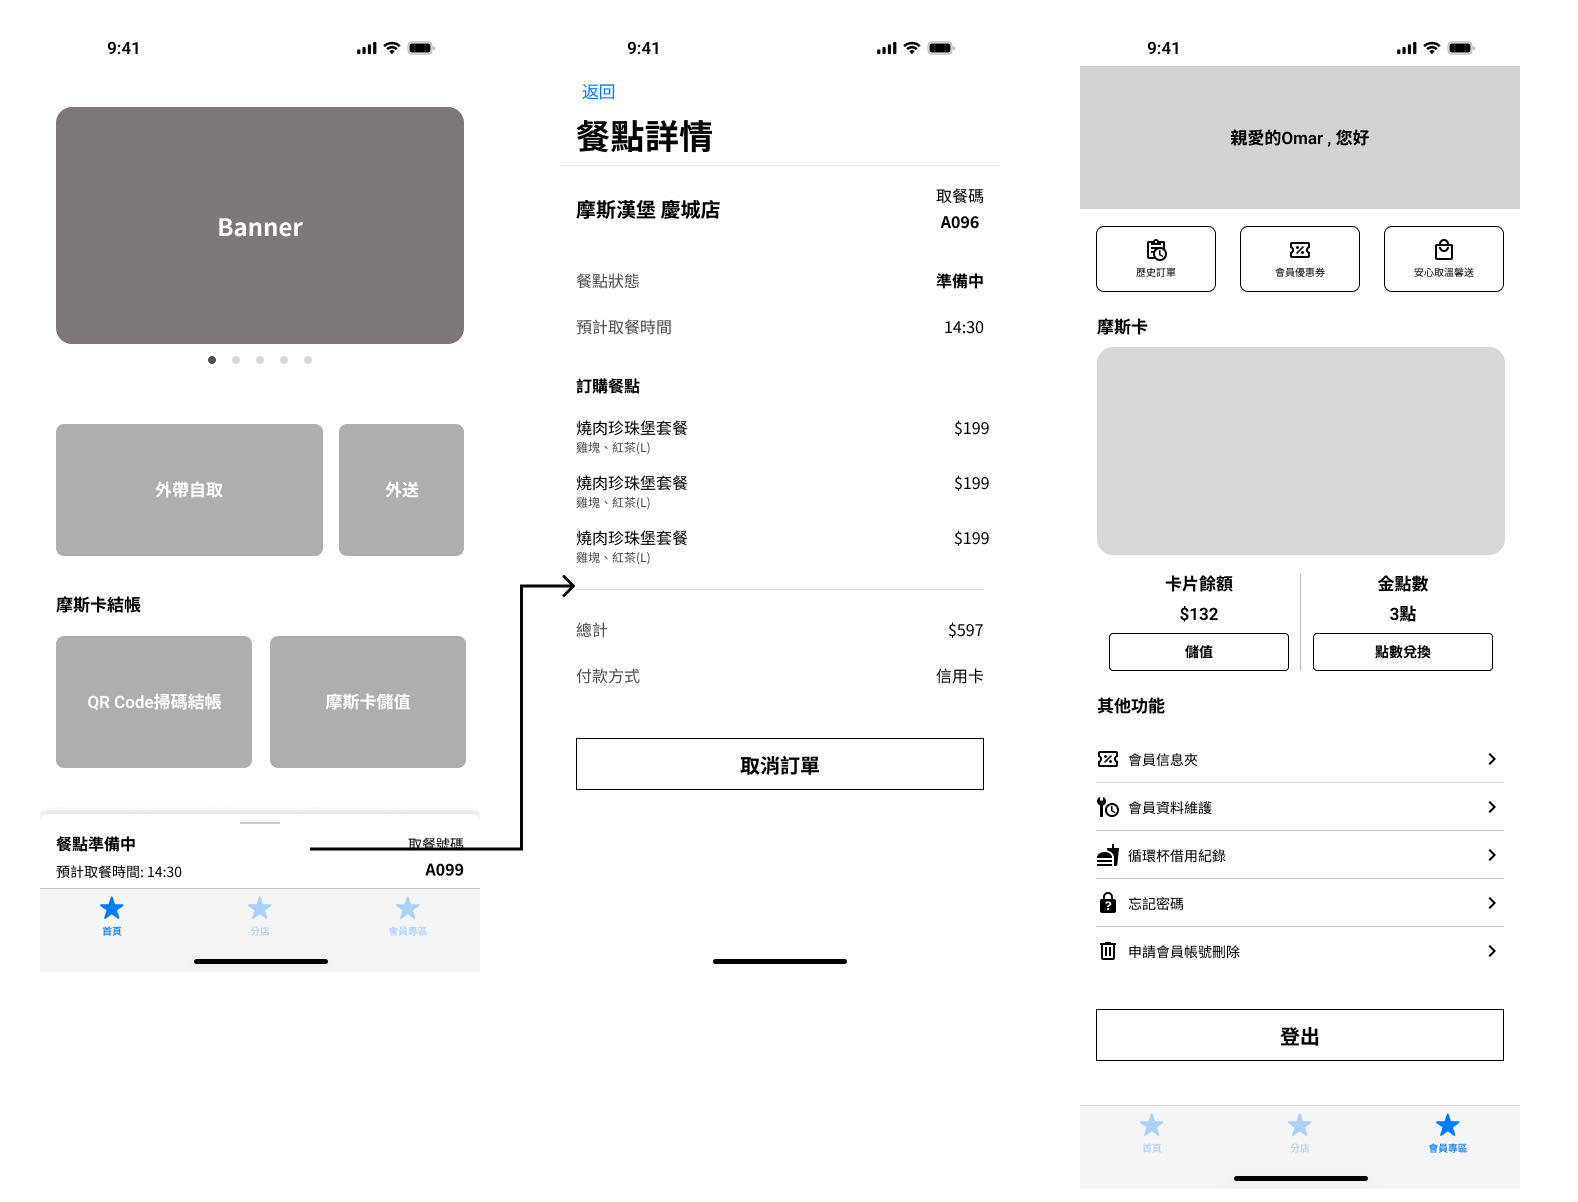 9:41
Banner
外帶自取
外送
摩斯卡結帳
QR Code掃碼結帳
摩斯卡儲值
餐點準備中
取餐號碼
預計取餐時間: 14:30
A099
首頁
分店
會員專區
9:41
返回
餐點詳情
摩斯漢堡 慶城店
取餐碼
A096
餐點狀態
準備中
預計取餐時間
14:30
訂購餐點
燒肉珍珠堡套餐
$199
雞塊、紅茶(L)
燒肉珍珠堡套餐
$199
雞塊、紅茶(L)
燒肉珍珠堡套餐
$199
雞塊、紅茶(L)
總計
$597
付款方式
信用卡
取消訂單
9:41
親愛的Omar , 您好
歷史訂單
會員優惠券
安心取溫馨送
摩斯卡
卡片餘額
金點數
$132
3點
儲值
點數兌換
其他功能
會員信息夾
會員資料維護
循環杯借用紀錄
忘記密碼
申請會員帳號刪除
登出
首頁
分店
會員專區